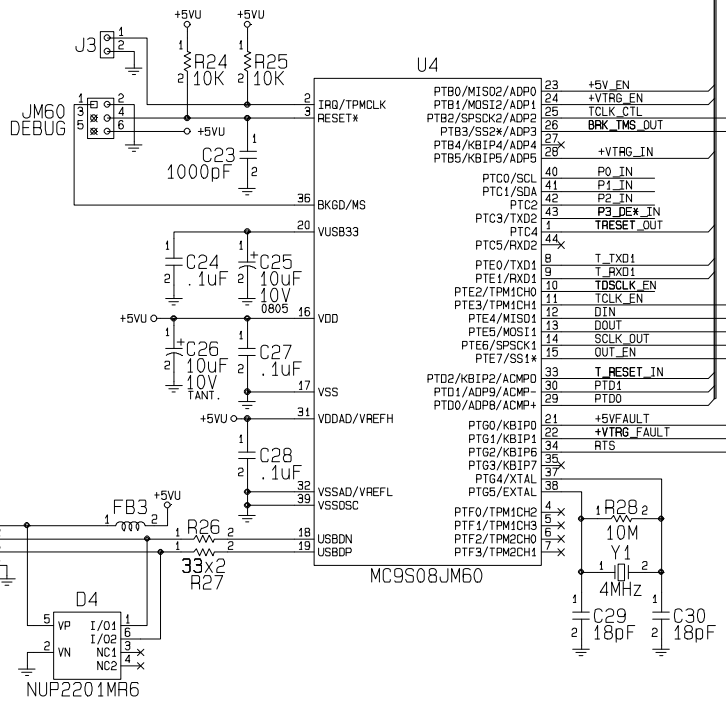 +5VU +5VU
J3 1 2
1 R24 2 10K
1 R25 2 10K
U4
JM60 DEBUG
1 2
3 4
5 6 +5VU
1 C23 2 1000pF
2 IRQ/TPMCLK
3 RESET*
36 BKGD/MS
20 VUSB33
1 C24 2 .1uF
1 + C25 2 10uF 10V 0805
+5VU 16 VDD
1 + C26 2 10uF 10V TANT.
1 C27 2 .1uF
17 VSS
+5VU 31 VDDAD/VREFH
1 C28 2 .1uF
32 VSSAD/VREFL
39 VSSOSC
18 USBDN
19 USBDP
PTB0/MISO2/ADP0 23 +5V_EN
PTB1/MOSI2/ADP1 24 +VTRG_EN
PTB2/SPSCK2/ADP2 25 TCLK_CTL
PTB3/SS2*/ADP3 26 BRK_TMS_OUT
PTB4/KBIP4/ADP4 27
PTB5/KBIP5/ADP5 28 +VTRG_IN
PTC0/SCL 40 P0_IN
PTC1/SDA 41 P1_IN
PTC2 42 P2_IN
PTC3/TXD2 43 P3_DE*_IN
PTC4 1 TRESET_OUT
PTC5/RXD2 44
PTE0/TXD1 8 T_TXD1
PTE1/RXD1 9 T_RXD1
PTE2/TPM1CH0 10 TDSCLK_EN
PTE3/TPM1CH1 11 TCLK_EN
PTE4/MISO1 12 DIN
PTE5/MOSI1 13 DOUT
PTE6/SPSCK1 14 SCLK_OUT
PTE7/SS1* 15 OUT_EN
PTD2/KBIP2/ACMPO 33 T_RESET_IN
PTD1/ADP9/ACMP- 30 PTD1
PTD0/ADP8/ACMP+ 29 PTD0
PTG0/KBIP0 21 +5VFAULT
PTG1/KBIP1 22 +VTRG_FAULT
PTG2/KBIP6 34 RTS
PTG3/KBIP7 35
PTG4/XTAL 37
PTG5/EXTAL 38
PTF0/TPM1CH2 4
PTF1/TPM1CH3 5
PTF2/TPM2CH0 6
PTF3/TPM2CH1 7
MC9S08JM60
+5VU
FB3 1 2
1 R26 2
1 33x2 2
R27
1 R28 2
10M
Y1
1 2
4MHz
1 C29 2 18pF
1 C30 2 18pF
D4
5 VP I/O1 1
I/O2 6
2 VN NC1 3
NC2 4
NUP2201MR6